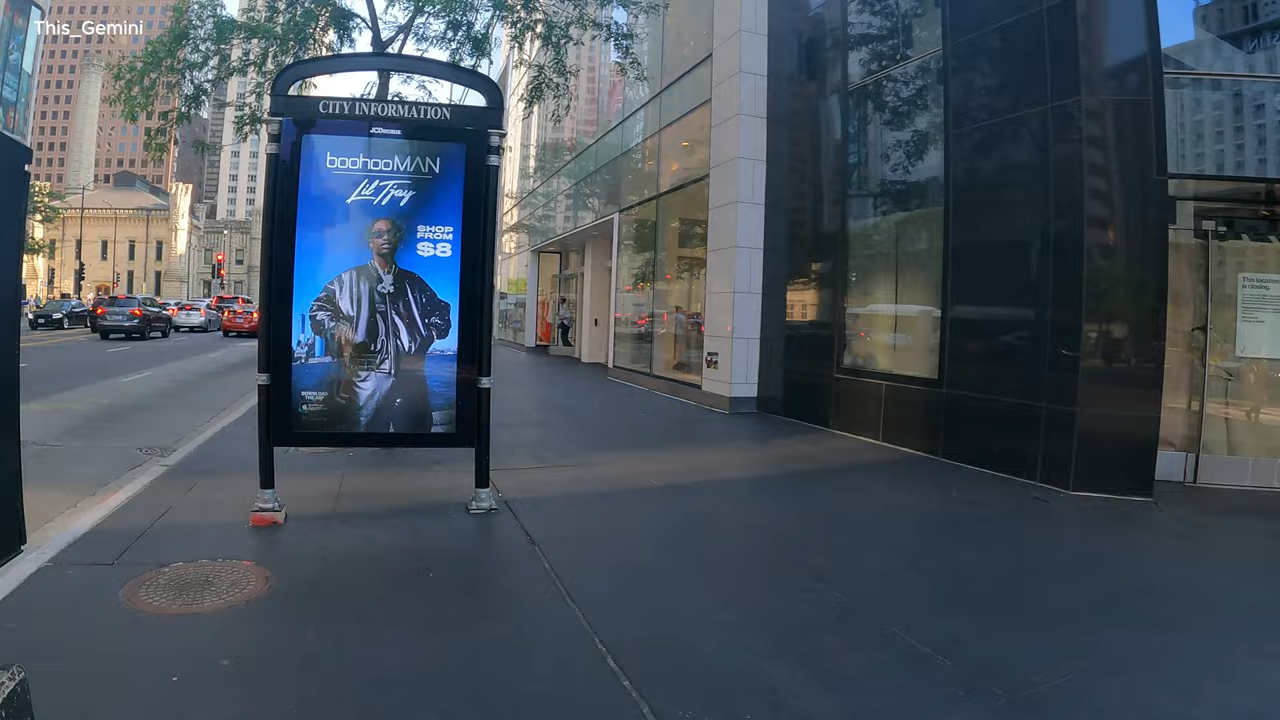 This_Gemini
CITY INFORMATION
JCDecaux
boohooMAN
Lil Tjay
SHOP
FROM
$8
DOWNLOAD
THE APP
This location
is closing.